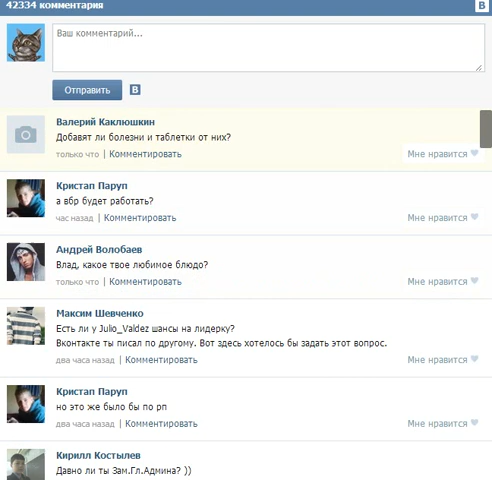 42334 комментария
В
Ваш комментарий...
Отправить
В
Валерий Каклюшкин
Добавят ли болезни и таблетки от них?
только что | Комментировать
Мне нравится
Кристап Паруп
а вбр будет работать?
час назад | Комментировать
Мне нравится
Андрей Волобаев
Влад, какое твое любимое блюдо?
только что | Комментировать
Мне нравится
Максим Шевченко
Есть ли у Julio_Valdez шансы на лидерку?
Вконтакте ты писал по другому. Вот здесь хотелось бы задать этот вопрос.
два часа назад | Комментировать
Мне нравится
Кристап Паруп
но это же было бы по рп
два часа назад | Комментировать
Мне нравится
Кирилл Костылев
Давно ли ты Зам.Гл.Админа? ))